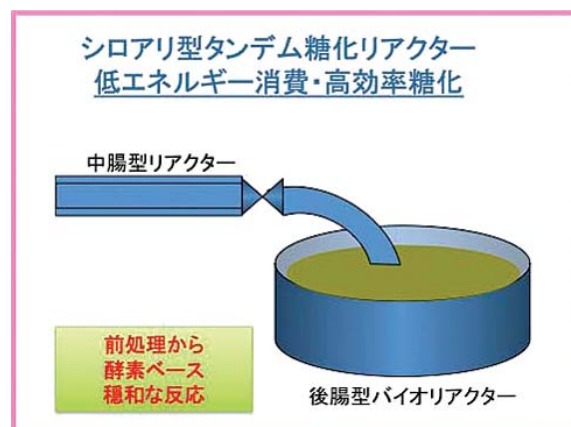 シロアリ型タンデム糖化リアクター
低エネルギー消費・高効率糖化
中腸型リアクター
前処理から
酵素ベース
穏和な反応
後腸型バイオリアクター